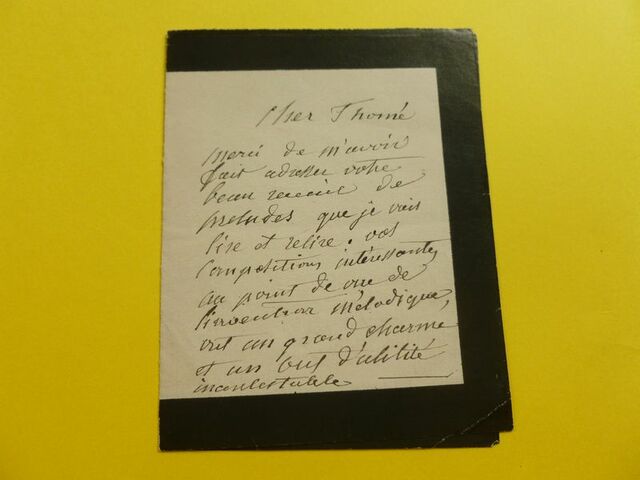 Cher Thomé
merci de m'avoir
fait adresser votre
beau recueil de
preludes que je vais
lire et relire. vos
compositions intéressantes
au point de vue de
l'invention mélodique,
ont un grand charme
et un but d'utilité
incontestable